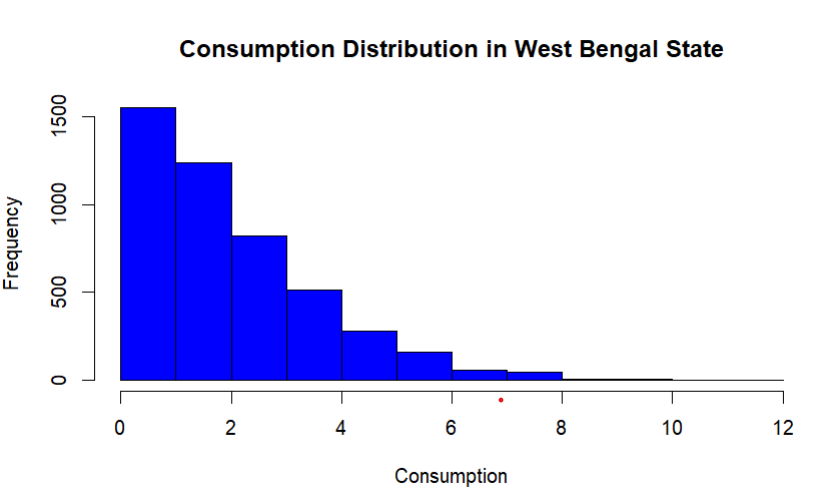 Consumption Distribution in West Bengal State
Frequency
1500
1000
500
0
0 2 4 6 8 10 12
Consumption